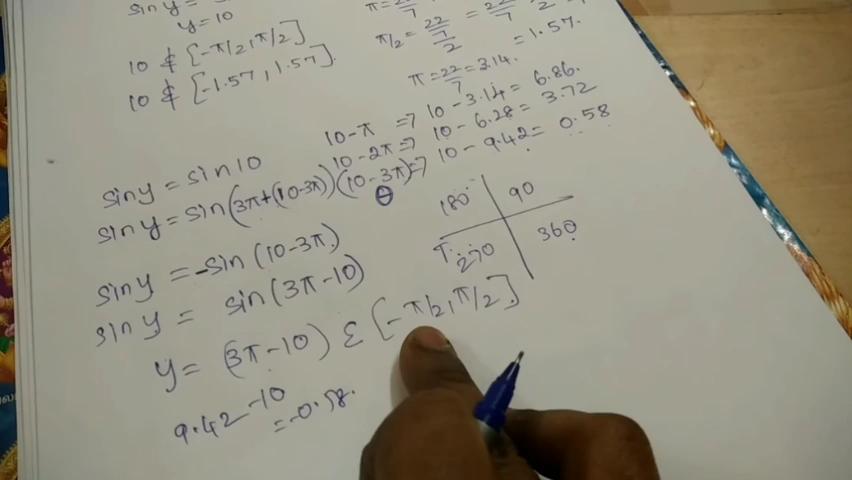 sin y =
y = 10
10 ∉ [-π/2, π/2]
10 ∉ [-1.57, 1.57].
π = 22/7
π/2 = 22/7/2 = 22/7
= 1.57.
π = 22/7 = 3.14.
10 - π ⇒ 10 - 3.14 = 6.86.
10 - 2π ⇒ 10 - 6.28 = 3.72
(10 - 3π) ⇒ 10 - 9.42 = 0.58
θ
sin y = sin 10
sin y = sin (3π + (10 - 3π))
sin y = - sin (10 - 3π)
sin y = sin (3π - 10)
y = (3π - 10) Σ [-π/2, π/2].
9.42 - 10
= -0.58.
180 90
T 270 360